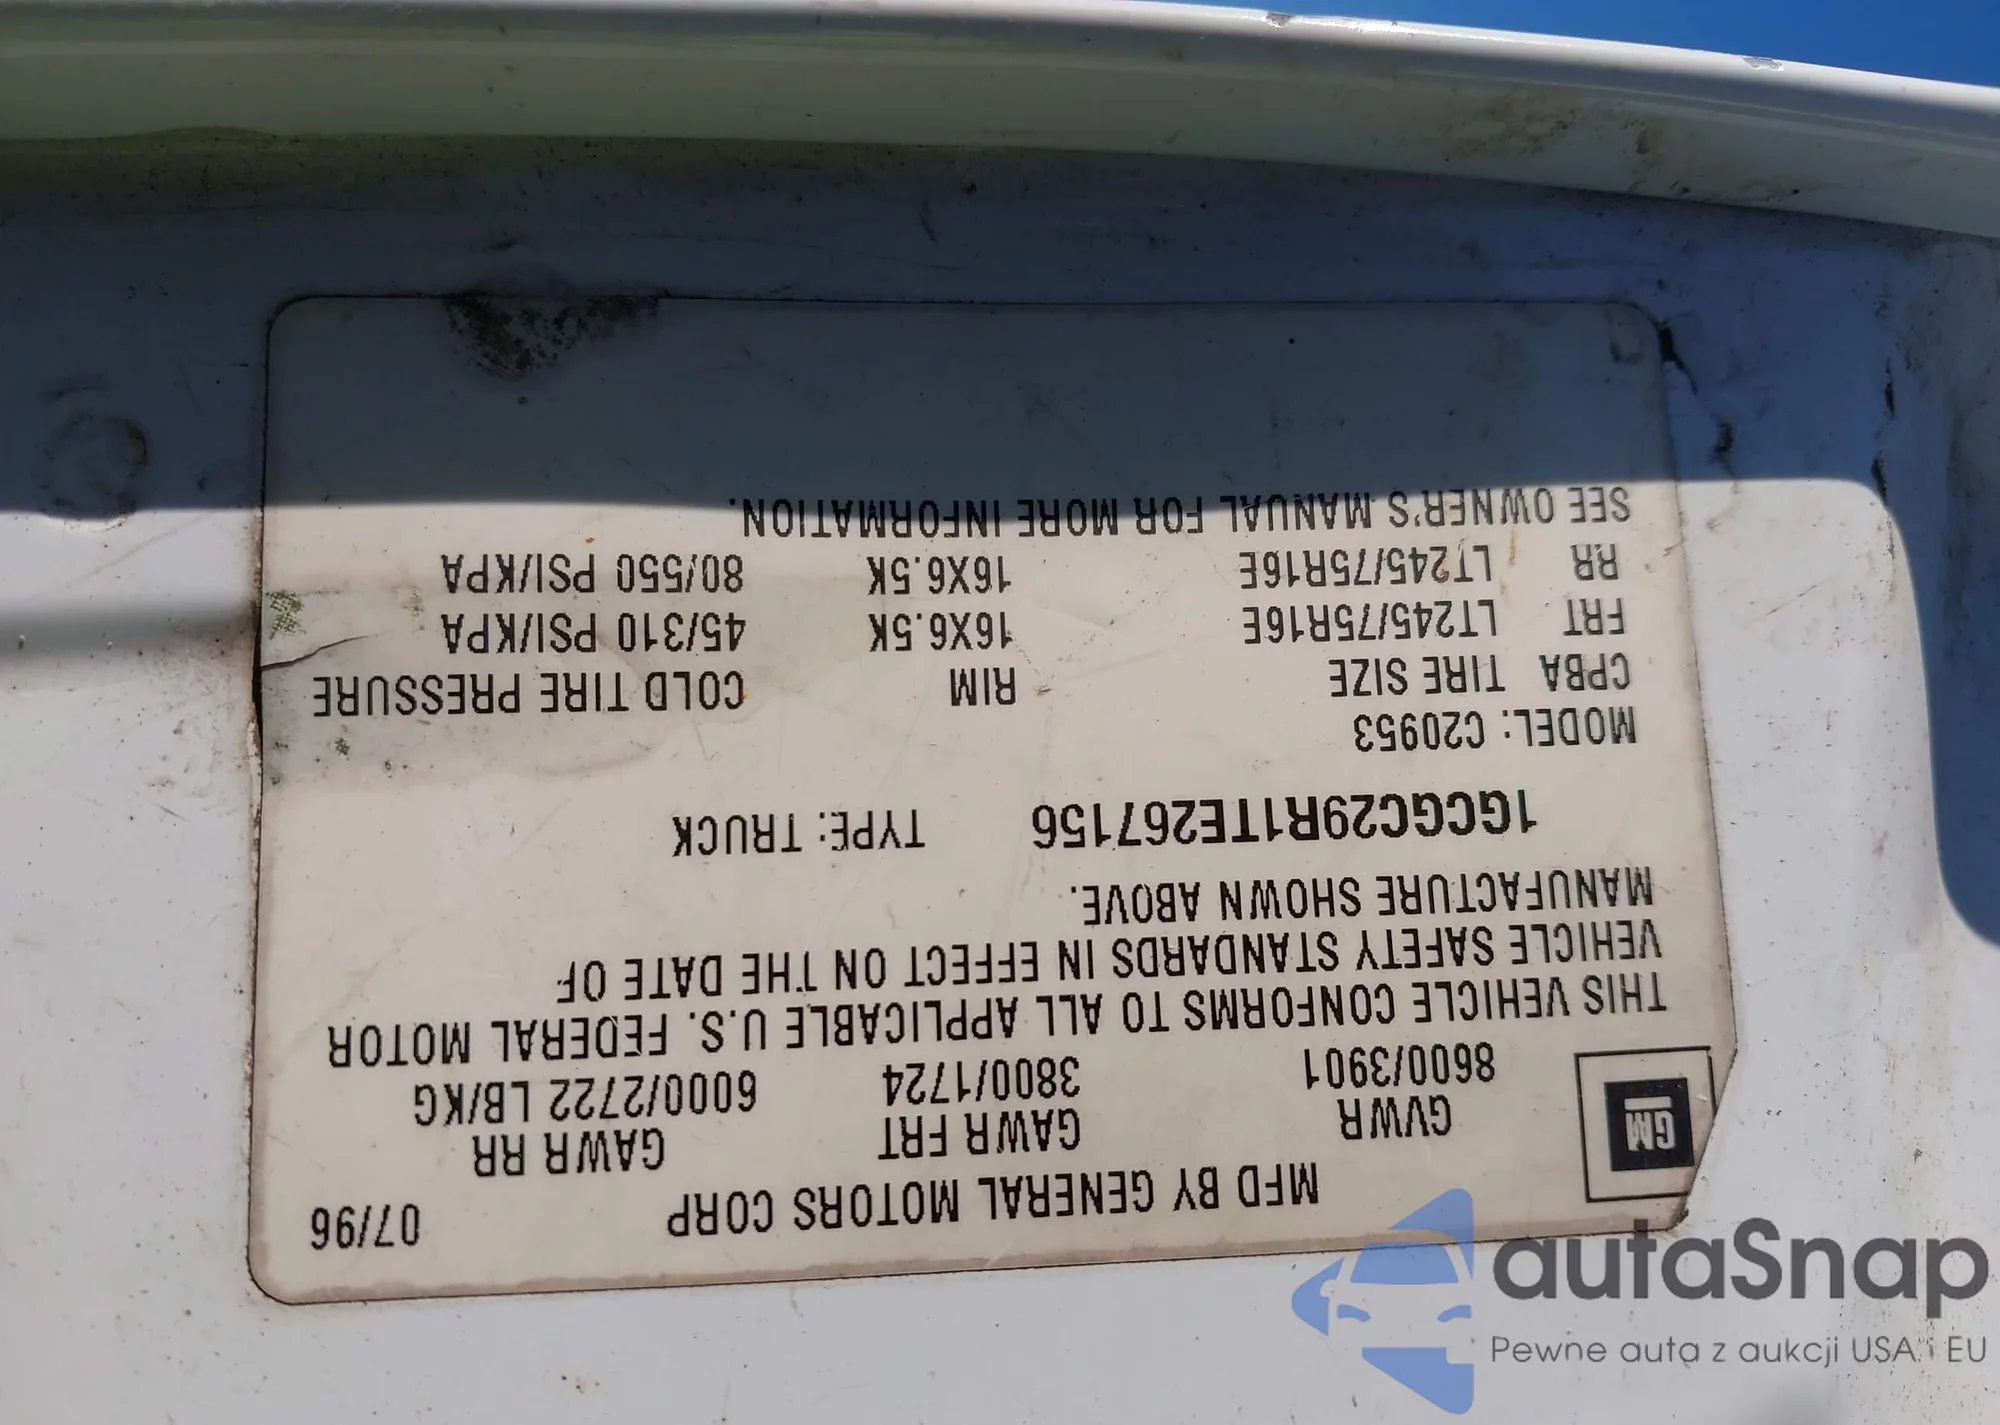 MFD BY GENERAL MOTORS CORP 07/96
GM
GVWR GAWR FRT GAWR RR
8600/3901 3800/1724 6000/2722 LB/KG
THIS VEHICLE CONFORMS TO ALL APPLICABLE U.S. FEDERAL MOTOR
VEHICLE SAFETY STANDARDS IN EFFECT ON THE DATE OF
MANUFACTURE SHOWN ABOVE.
1GCGC29R1TE267156 TYPE: TRUCK
MODEL: C20953
CPBA TIRE SIZE RIM COLD TIRE PRESSURE
FRT LT245/75R16E 16X6.5K 45/310 PSI/KPA
RR LT245/75R16E 16X6.5K 80/550 PSI/KPA
SEE OWNER'S MANUAL FOR MORE INFORMATION.
autaSnap
Pewne auta z aukcji USA i EU